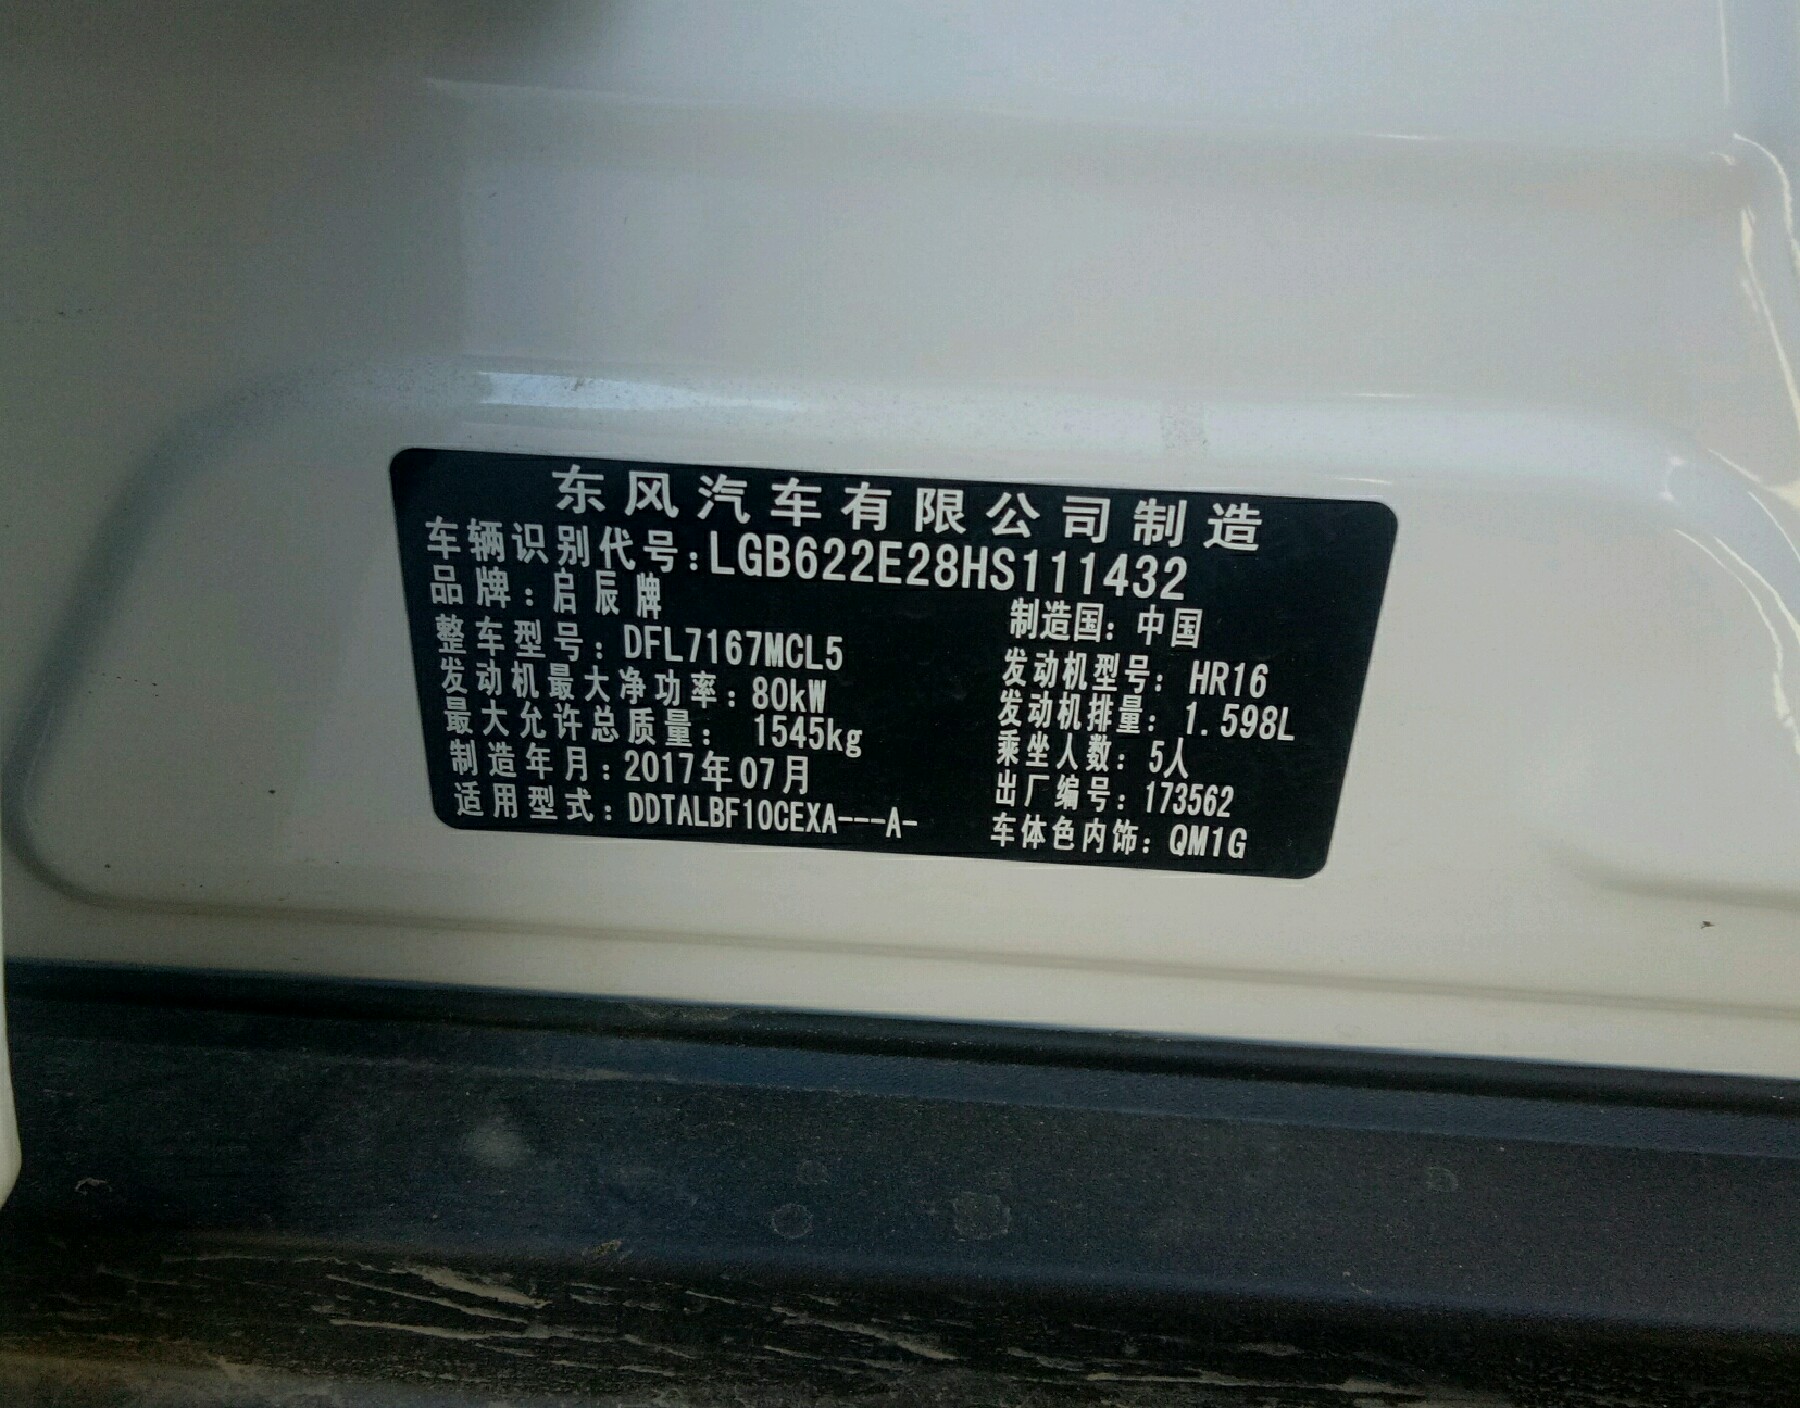 东风汽车有限公司制造
车辆识别代号:LGB622E28HS111432
品牌:启辰牌 制造国:中国
整车型号:DFL7167MCL5 发动机型号:HR16
发动机最大净功率:80kW 发动机排量:1.598L
最大允许总质量: 1545kg 乘坐人数:5人
制造年月:2017年07月 出厂编号:173562
适用型式:DDTALBF10CEXA---A- 车体色内饰:QM1G